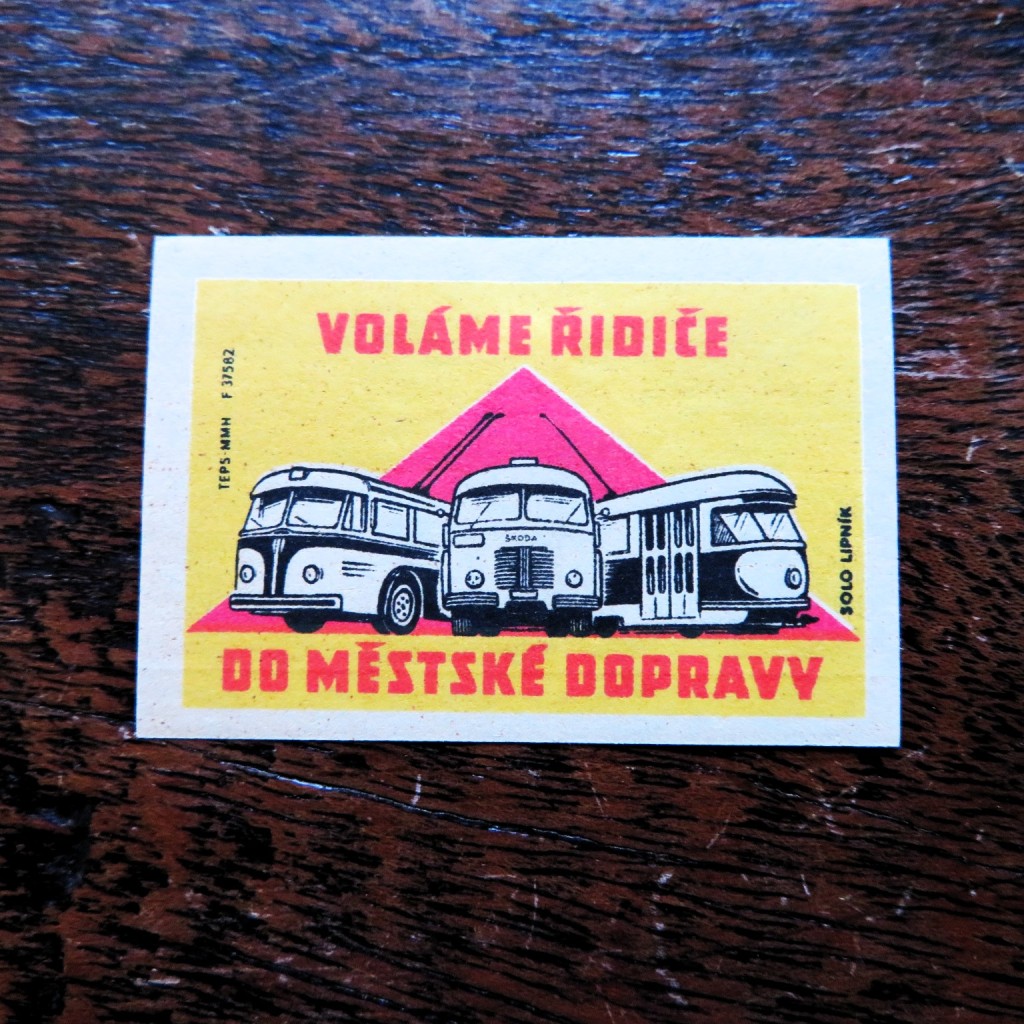 VOLÁME ŘIDIČE
TEPS-MMH F 37582
ŠKODA
SOLO LIPNÍK
DO MĚSTSKÉ DOPRAVY